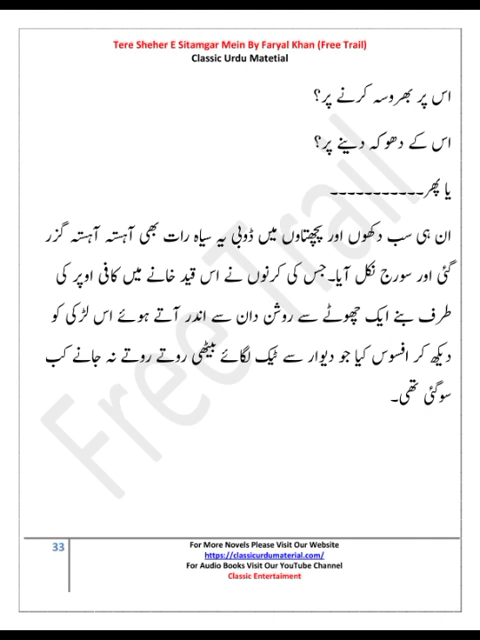 Tere Sheher E Sitamgar Mein By Faryal Khan (Free Trail)
Classic Urdu Matetial
اس پر بھروسہ کرنے پر؟
اس کے دھوکہ دینے پر؟
یا پھر------------
ان ہی سب دکھوں اور پچھتاوں میں ڈوبی یہ سیاہ رات بھی آہستہ آہستہ گزر
گئی اور سورج نکل آیا۔جس کی کرنوں نے اس قید خانے میں کافی اوپر کی
طرف بنے ایک چھوٹے سے روشن دان سے اندر آتے ہوئے اس لڑکی کو
دیکھ کر افسوس کیا جو دیوار سے ٹیک لگائے بیٹھی روتے روتے نہ جانے کب
سوگئی تھی۔
Free Trail
33
For More Novels Please Visit Our Website
https://classicurdumaterial.com/
For Audio Books Visit Our YouTube Channel
Classic Entertaiment